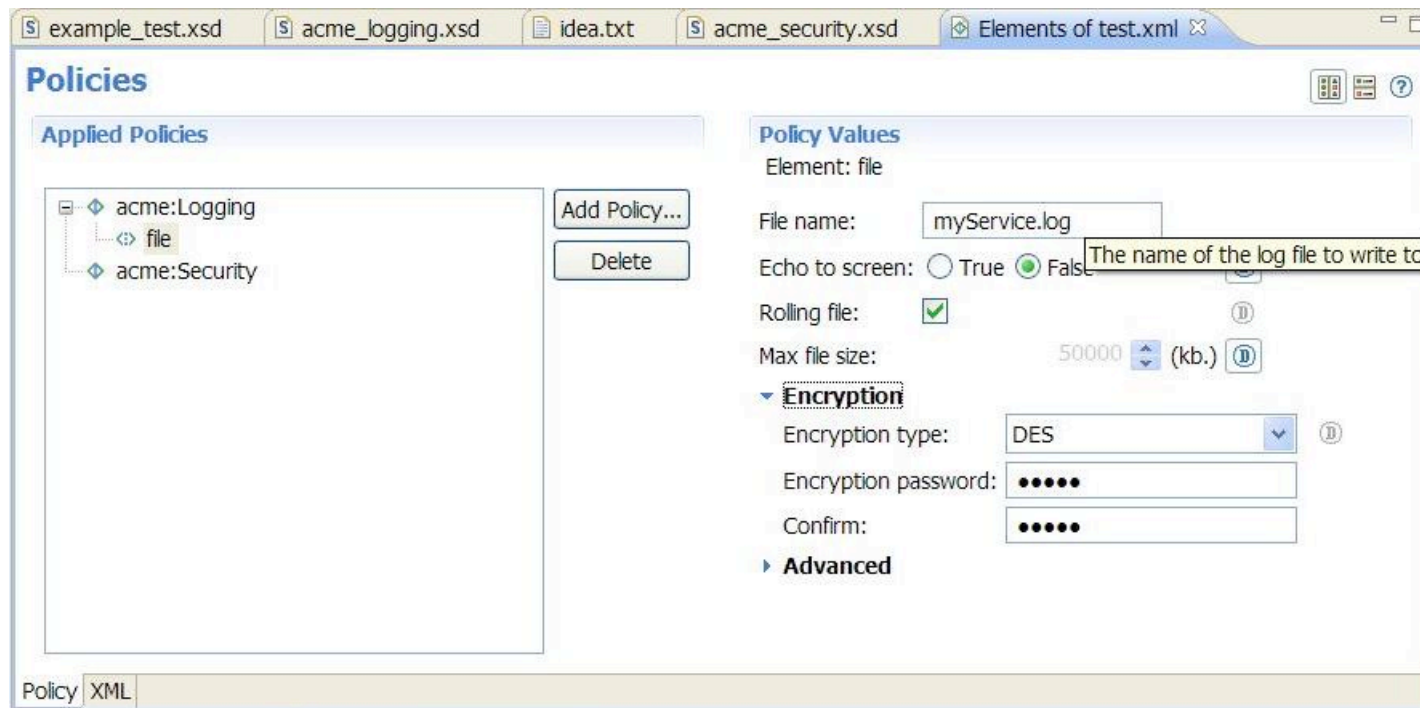 example_test.xsd acme_logging.xsd idea.txt acme_security.xsd Elements of test.xml
Policies
Applied Policies
acme:Logging
file
acme:Security
Add Policy...
Delete
Policy Values
Element: file
File name: myService.log
The name of the log file to write to
Echo to screen: True False
Rolling file:
Max file size: 50000 (kb.)
Encryption
Encryption type: DES
Encryption password: •••••
Confirm: •••••
Advanced
Policy XML